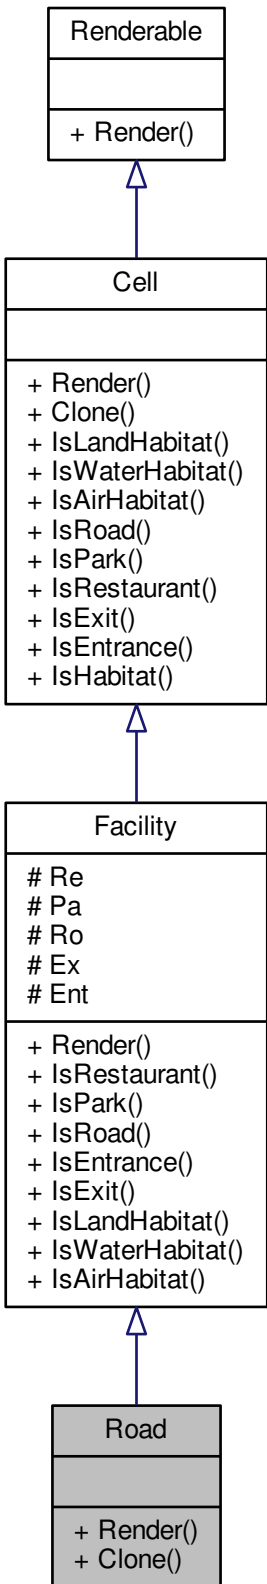 Renderable
+ Render()
Cell
+ Render()
+ Clone()
+ IsLandHabitat()
+ IsWaterHabitat()
+ IsAirHabitat()
+ IsRoad()
+ IsPark()
+ IsRestaurant()
+ IsExit()
+ IsEntrance()
+ IsHabitat()
Facility
# Re
# Pa
# Ro
# Ex
# Ent
+ Render()
+ IsRestaurant()
+ IsPark()
+ IsRoad()
+ IsEntrance()
+ IsExit()
+ IsLandHabitat()
+ IsWaterHabitat()
+ IsAirHabitat()
Road
+ Render()
+ Clone()